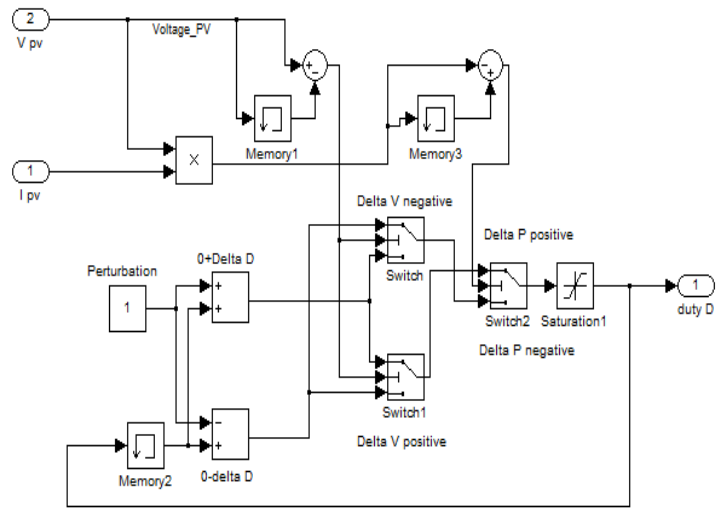 2
V pv
Voltage_PV
+
−
−
+
Memory1
Memory3
X
1
I pv
Delta V negative
0+Delta D
Delta P positive
Perturbation
1
+
+
Switch
1
duty D
Switch2
Saturation1
Delta P negative
−
+
Switch1
Delta V positive
Memory2
0-delta D